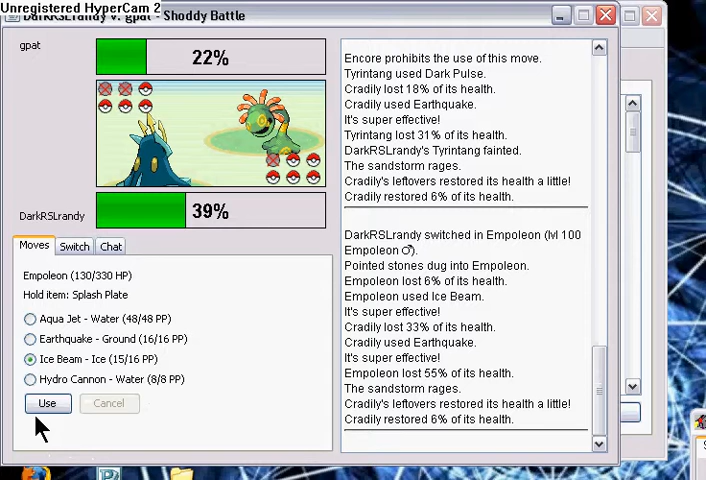 Unregistered HyperCam 2
DarkRSLrandy v. gpat - Shoddy Battle
gpat
22%
DarkRSLrandy
39%
Moves
Switch
Chat
Empoleon (130/330 HP)
Hold item: Splash Plate
Aqua Jet - Water (48/48 PP)
Earthquake - Ground (16/16 PP)
Ice Beam - Ice (15/16 PP)
Hydro Cannon - Water (8/8 PP)
Use
Cancel
Encore prohibits the use of this move.
Tyrintang used Dark Pulse.
Cradily lost 18% of its health.
Cradily used Earthquake.
It's super effective!
Tyrintang lost 31% of its health.
DarkRSLrandy's Tyrintang fainted.
The sandstorm rages.
Cradily's leftovers restored its health a little!
Cradily restored 6% of its health.
DarkRSLrandy switched in Empoleon (lvl 100
Empoleon ♂).
Pointed stones dug into Empoleon.
Empoleon lost 6% of its health.
Empoleon used Ice Beam.
It's super effective!
Cradily lost 33% of its health.
Cradily used Earthquake.
It's super effective!
Empoleon lost 55% of its health.
The sandstorm rages.
Cradily's leftovers restored its health a little!
Cradily restored 6% of its health.